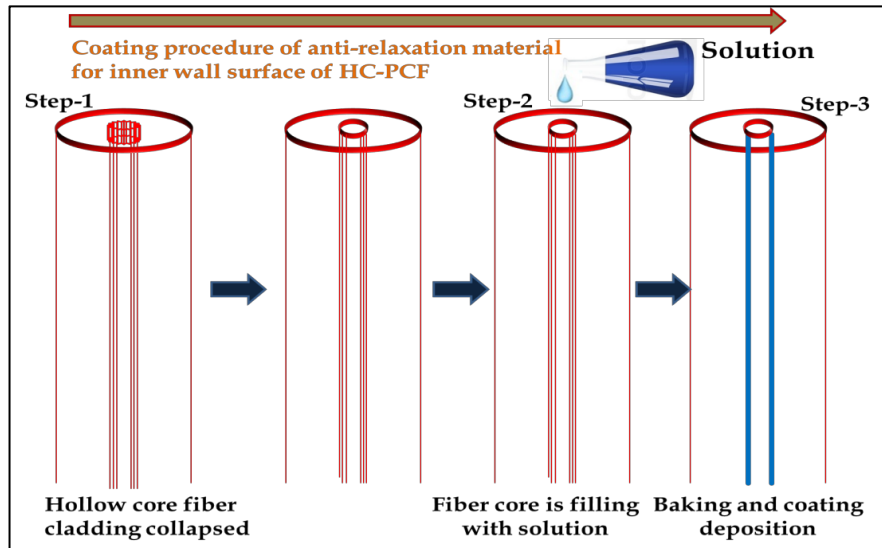 Coating procedure of anti-relaxation material
for inner wall surface of HC-PCF
Solution
Step-1
Step-2
Step-3
Hollow core fiber
cladding collapsed
Fiber core is filling
with solution
Baking and coating
deposition